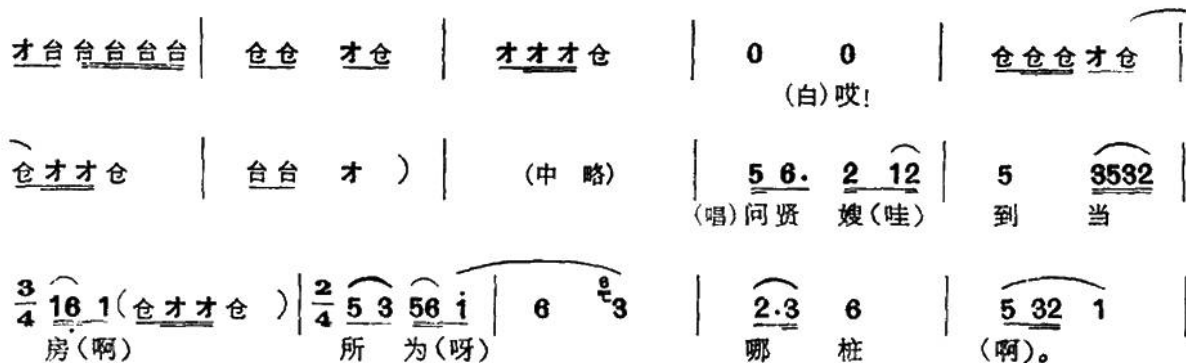 才台 台台台台 | 仓仓 才仓 | 才才才仓 | 0 0 | 仓仓仓才仓 |
(白)哎!
仓才才仓 | 台台 才 ) | (中 略) | 5 6. 2 12 | 5 3532 |
(唱)问贤 嫂(哇) 到 当
3/4 16 1(仓才才仓 ) | 2/4 5 3 56 i | 6 6 3 | 2.3 6 | 5 32 1 |
房(啊) 所 为(呀) 哪 桩 (啊)。